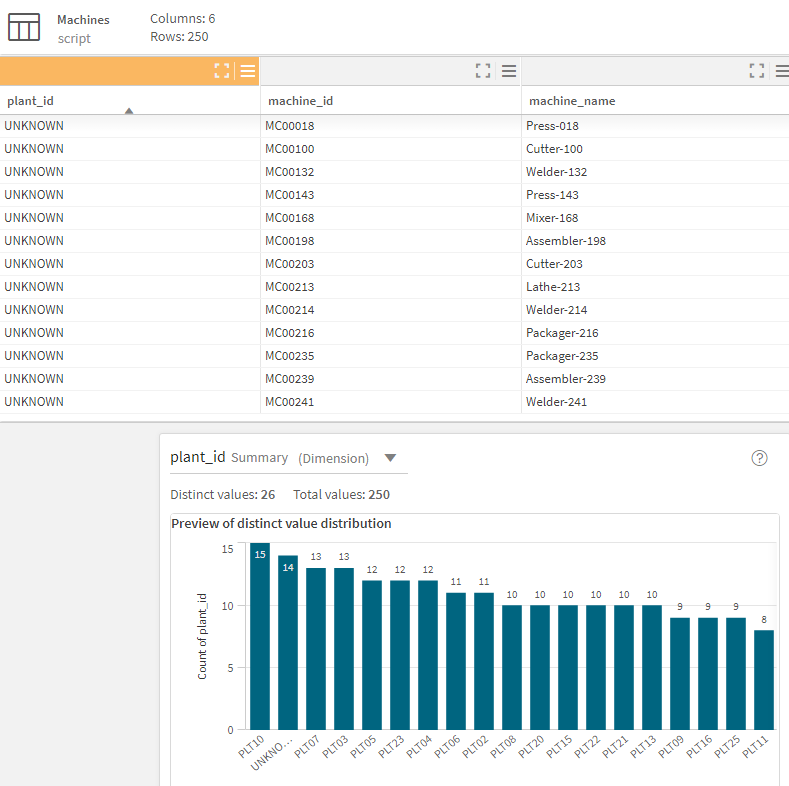 Machines Columns: 6
script Rows: 250
plant_id machine_id machine_name
UNKNOWN MC00018 Press-018
UNKNOWN MC00100 Cutter-100
UNKNOWN MC00132 Welder-132
UNKNOWN MC00143 Press-143
UNKNOWN MC00168 Mixer-168
UNKNOWN MC00198 Assembler-198
UNKNOWN MC00203 Cutter-203
UNKNOWN MC00213 Lathe-213
UNKNOWN MC00214 Welder-214
UNKNOWN MC00216 Packager-216
UNKNOWN MC00235 Packager-235
UNKNOWN MC00239 Assembler-239
UNKNOWN MC00241 Welder-241
plant_id Summary (Dimension) ?
Distinct values: 26 Total values: 250
Preview of distinct value distribution
Count of plant_id
15
10
5
0
15 14 13 13 12 12 12 11 11 10 10 10 10 10 10 9 9 9 8
PLT10 UNKNO... PLT07 PLT03 PLT05 PLT23 PLT04 PLT06 PLT02 PLT08 PLT20 PLT15 PLT22 PLT21 PLT13 PLT09 PLT16 PLT25 PLT11